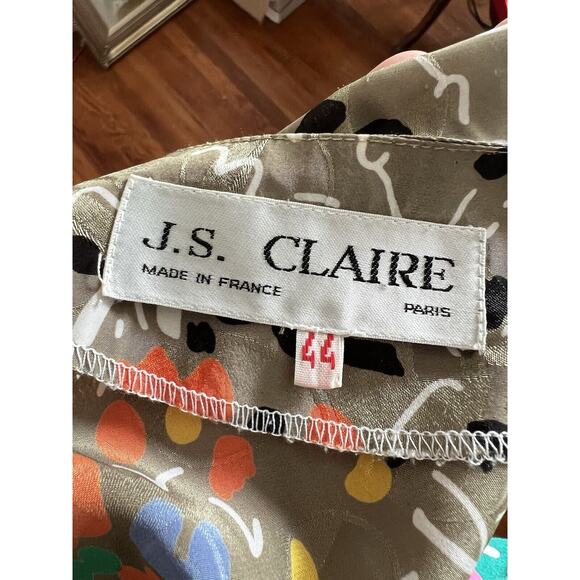 J.S. CLAIRE
MADE IN FRANCE
PARIS
44